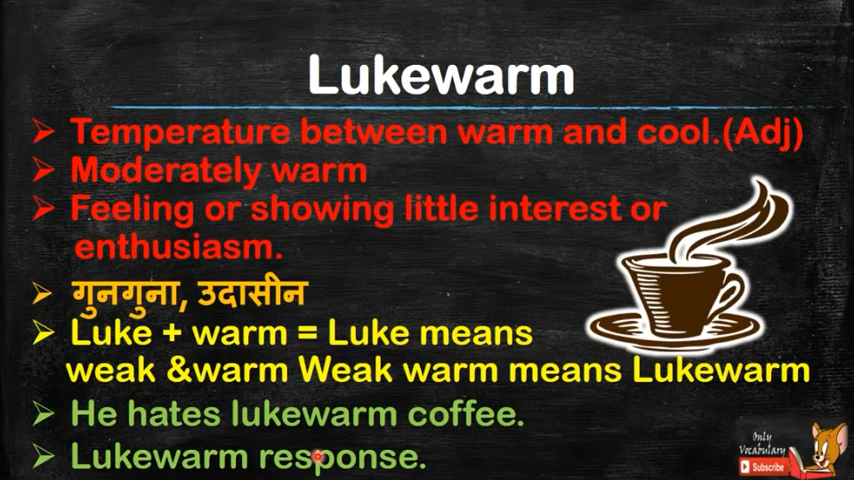 Lukewarm
➢ Temperature between warm and cool.(Adj)
➢ Moderately warm
➢ Feeling or showing little interest or
enthusiasm.
➢ गुनगुना, उदासीन
➢ Luke + warm = Luke means
weak &warm Weak warm means Lukewarm
➢ He hates lukewarm coffee.
➢ Lukewarm response.
Only
Vocabulary
Subscribe